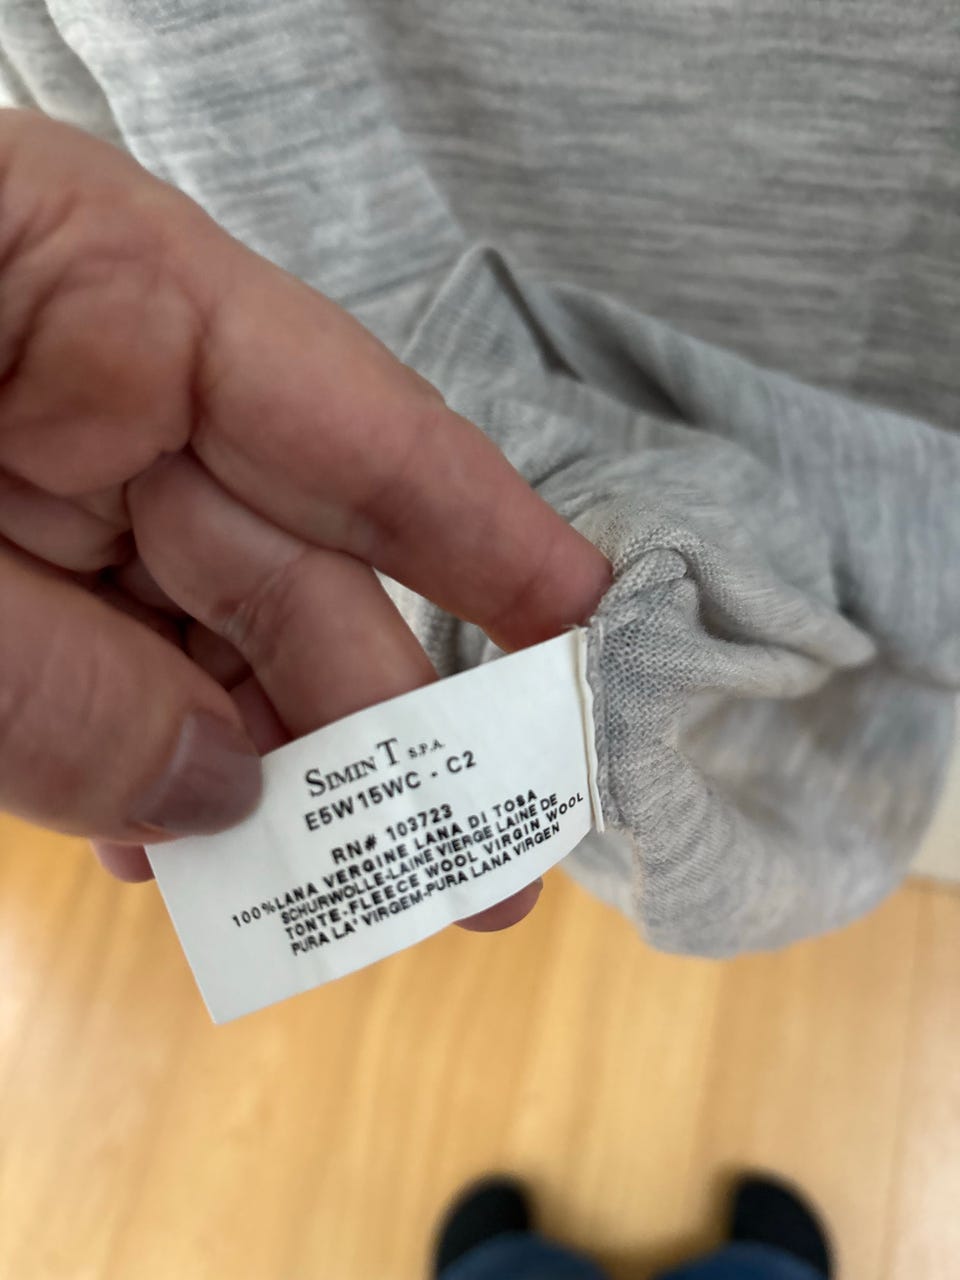 SIMINT S.P.A.
E5W15WC - C2
RN# 103723
100%LANA VERGINE LANA DI TOSA
SCHURWOLLE-LAINE VIERGE LAINE DE
TONTE-FLEECE WOOL VIRGIN WOOL
PURA LA' VIRGEM-PURA LANA VIRGEN